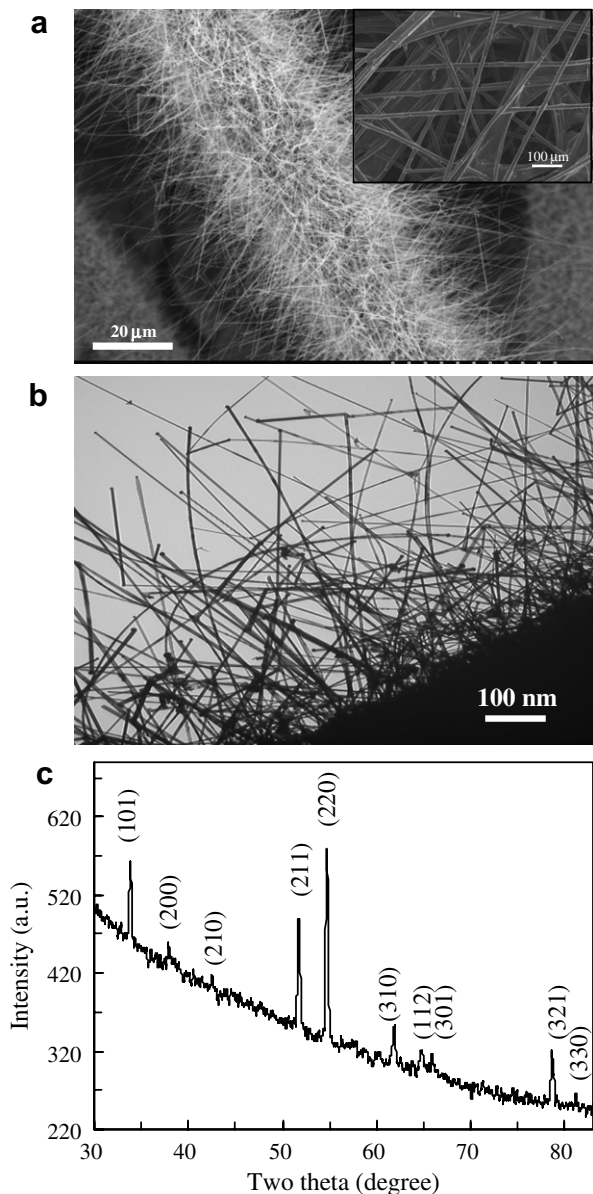 a
100 μm
20 μm
b
100 nm
c
620
520
420
320
220
Intensity (a.u.)
(101)
(200)
(210)
(211)
(220)
(310)
(112)
(301)
(321)
(330)
30
40
50
60
70
80
Two theta (degree)